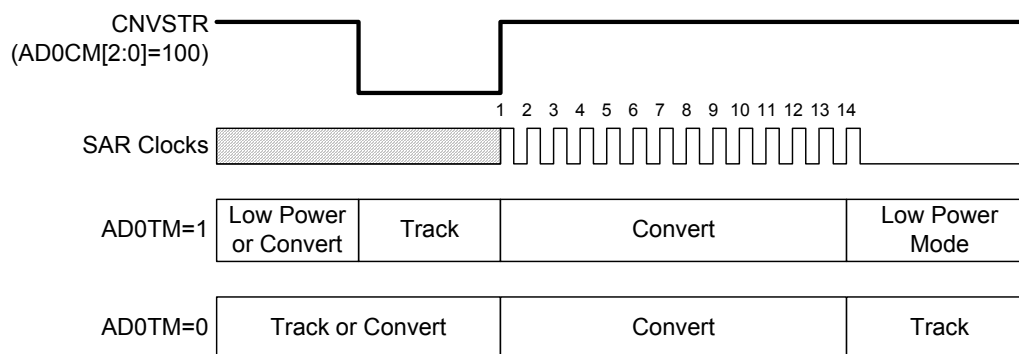 CNVSTR
(AD0CM[2:0]=100)
1 2 3 4 5 6 7 8 9 10 11 12 13 14
SAR Clocks
AD0TM=1
Low Power
or Convert
Track
Convert
Low Power
Mode
AD0TM=0
Track or Convert
Convert
Track